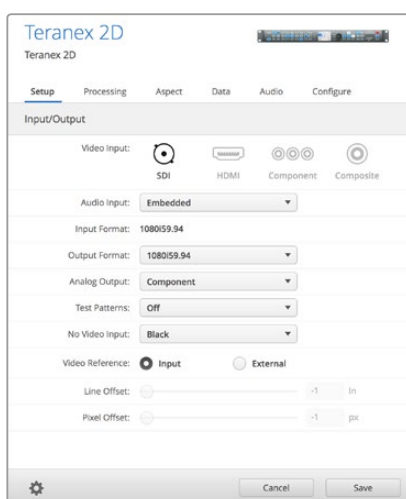 Teranex 2D
Teranex 2D
Setup Processing Aspect Data Audio Configure
Input/Output
Video Input: SDI HDMI Component Composite
Audio Input: Embedded
Input Format: 1080i59.94
Output Format: 1080i59.94
Analog Output: Component
Test Patterns: Off
No Video Input: Black
Video Reference: Input External
Line Offset: -1 ln
Pixel Offset: -1 px
Cancel Save